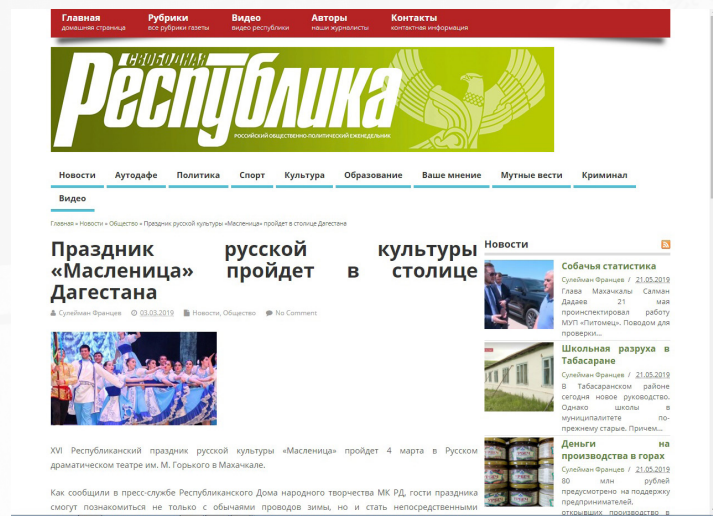 Главная
домашняя страница
Рубрики
все рубрики газеты
Видео
видео республики
Авторы
наши журналисты
Контакты
контактная информация
СВОБОДНАЯ
Республика
РОССИЙСКИЙ ОБЩЕСТВЕННО-ПОЛИТИЧЕСКИЙ ЕЖЕНЕДЕЛЬНИК
Новости Аутодафе Политика Спорт Культура Образование Ваше мнение Мутные вести Криминал
Видео
Главная » Новости » Общество » Праздник русской культуры «Масленица» пройдет в столице Дагестана
Праздник русской культуры
«Масленица» пройдет в столице
Дагестана
Сулейман Францев 03.03.2019 Новости, Общество No Comment
XVI Республиканский праздник русской культуры «Масленица» пройдет 4 марта в Русском
драматическом театре им. М. Горького в Махачкале.
Как сообщили в пресс-службе Республиканского Дома народного творчества МК РД, гости праздника
смогут познакомиться не только с обычаями проводов зимы, но и стать непосредственными
Новости
Собачья статистика
Сулейман Францев / 21.05.2019
Глава Махачкалы Салман
Дадаев 21 мая
проинспектировал работу
МУП «Питомец». Поводом для
проверки...
Школьная разруха в
Табасаране
Сулейман Францев / 21.05.2019
В Табасаранском районе
сегодня новое руководство.
Однако школы в
муниципалитете по-
прежнему старые. Причем...
Деньги на
производства в горах
Сулейман Францев / 21.05.2019
80 млн рублей
предусмотрено на поддержку
предпринимателей,
открывших производство в